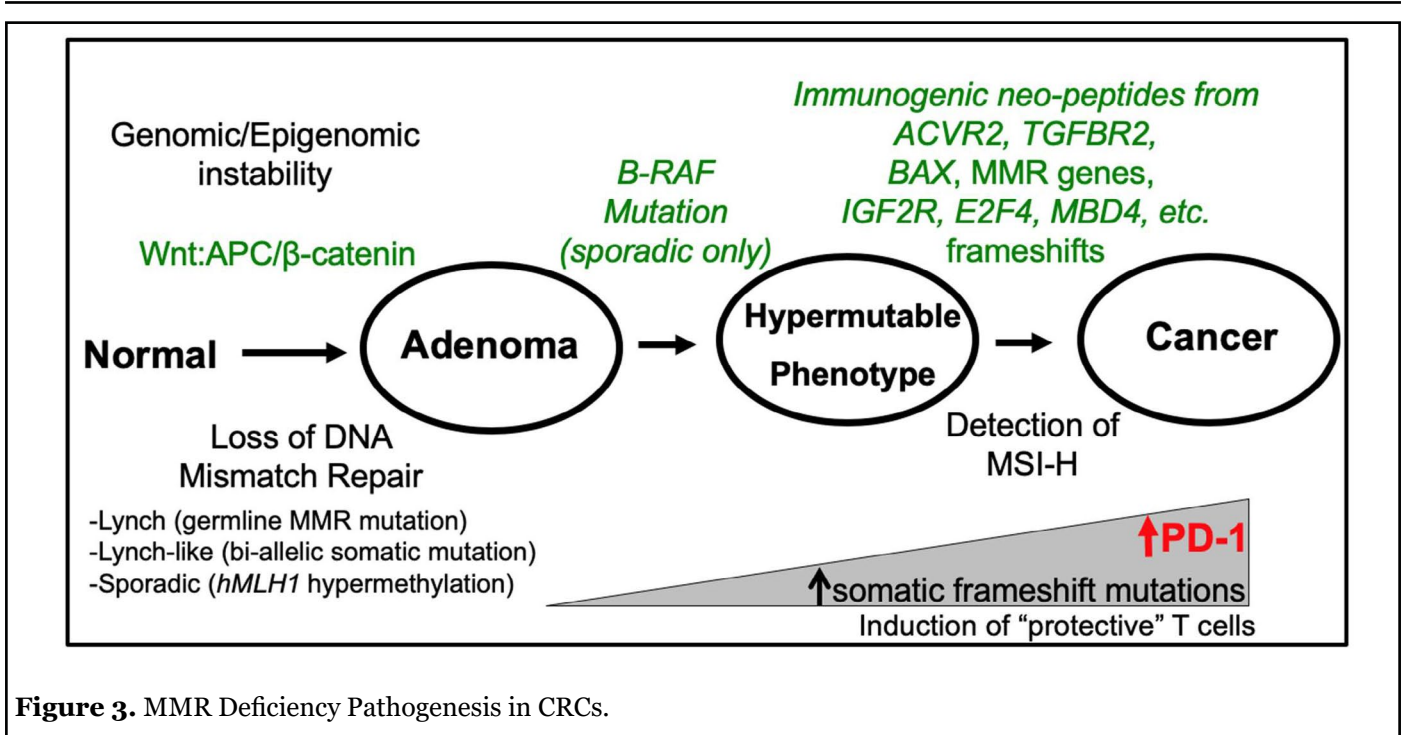 Genomic/Epigenomic
instability
Wnt:APC/β-catenin
B-RAF
Mutation
(sporadic only)
Immunogenic neo-peptides from
ACVR2, TGFBR2,
BAX, MMR genes,
IGF2R, E2F4, MBD4, etc.
frameshifts
Normal
Adenoma
Hypermutable
Phenotype
Cancer
Loss of DNA
Mismatch Repair
-Lynch (germline MMR mutation)
-Lynch-like (bi-allelic somatic mutation)
-Sporadic (hMLH1 hypermethylation)
Detection of
MSI-H
↑PD-1
↑somatic frameshift mutations
Induction of “protective” T cells
Figure 3. MMR Deficiency Pathogenesis in CRCs.